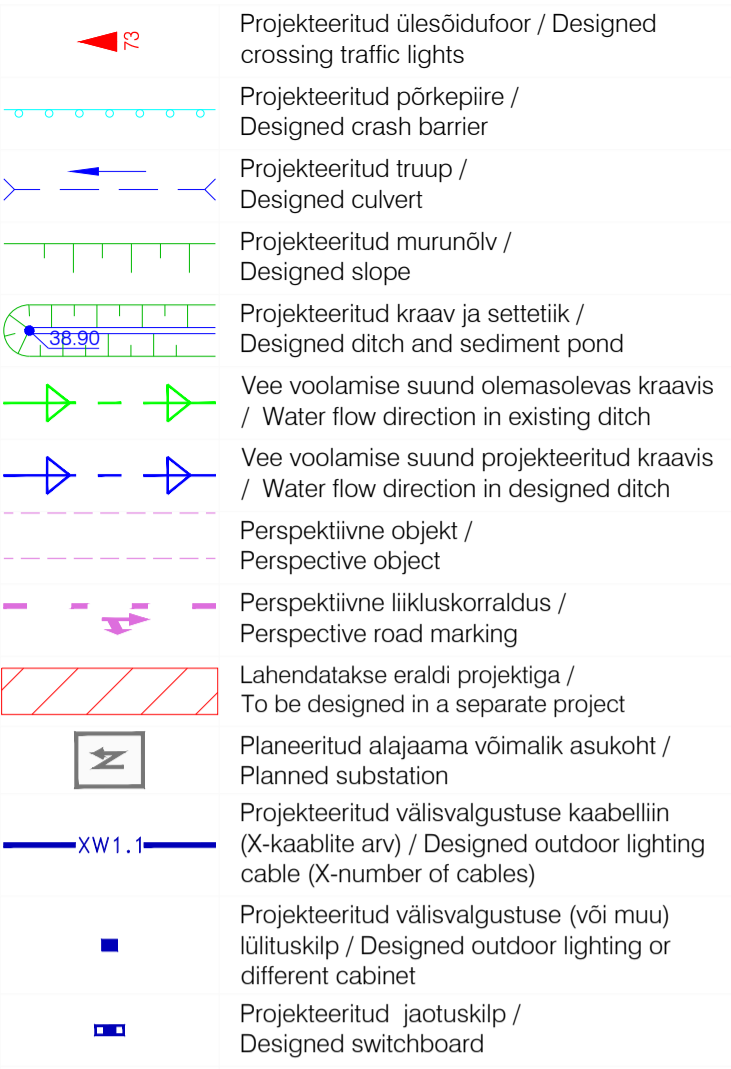 73
Projekteeritud ülesõidufoor / Designed
crossing traffic lights
Projekteeritud põrkepiire /
Designed crash barrier
Projekteeritud truup /
Designed culvert
Projekteeritud murunõlv /
Designed slope
38.90
Projekteeritud kraav ja settetiik /
Designed ditch and sediment pond
Vee voolamise suund olemasolevas kraavis
/ Water flow direction in existing ditch
Vee voolamise suund projekteeritud kraavis
/ Water flow direction in designed ditch
Perspektiivne objekt /
Perspective object
Perspektiivne liikluskorraldus /
Perspective road marking
Lahendatakse eraldi projektiga /
To be designed in a separate project
Planeeritud alajaama võimalik asukoht /
Planned substation
XW1.1
Projekteeritud välisvalgustuse kaabelliin
(X-kaablite arv) / Designed outdoor lighting
cable (X-number of cables)
Projekteeritud välisvalgustuse (või muu)
lülituskilp / Designed outdoor lighting or
different cabinet
Projekteeritud jaotuskilp /
Designed switchboard